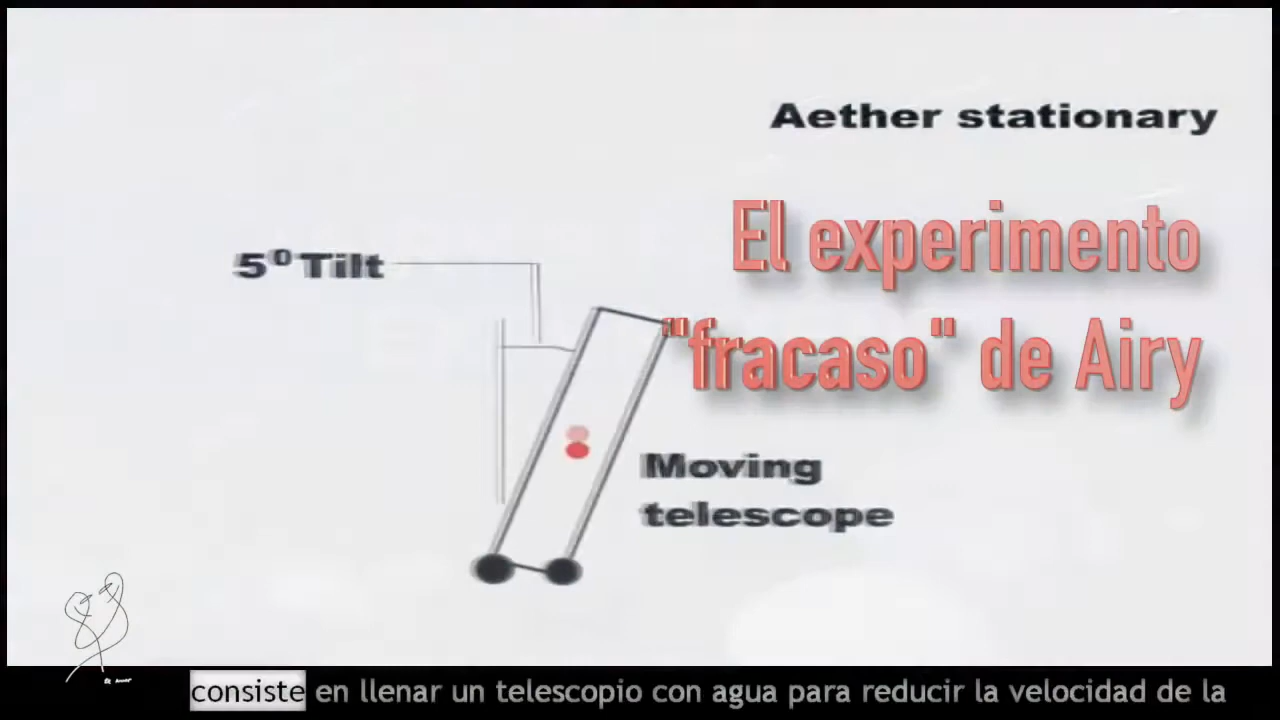 Aether stationary
El experimento
"fracaso" de Airy
5º Tilt
Moving
telescope
consiste en llenar un telescopio con agua para reducir la velocidad de la